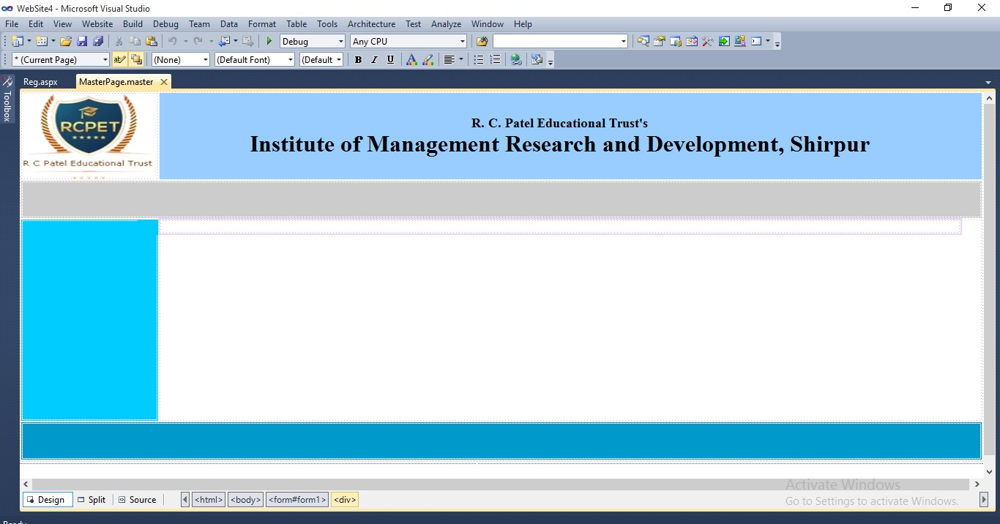 WebSite4 - Microsoft Visual Studio
File Edit View Website Build Debug Team Data Format Table Tools Architecture Test Analyze Window Help
Debug Any CPU
* (Current Page) (None) (Default Font) (Default B I U
Toolbox
Reg.aspx MasterPage.master
RCPET
R C Patel Educational Trust
R. C. Patel Educational Trust's
Institute of Management Research and Development, Shirpur
Activate Windows
Go to Settings to activate Windows.
Design Split Source <html> <body> <form#form1> <div>